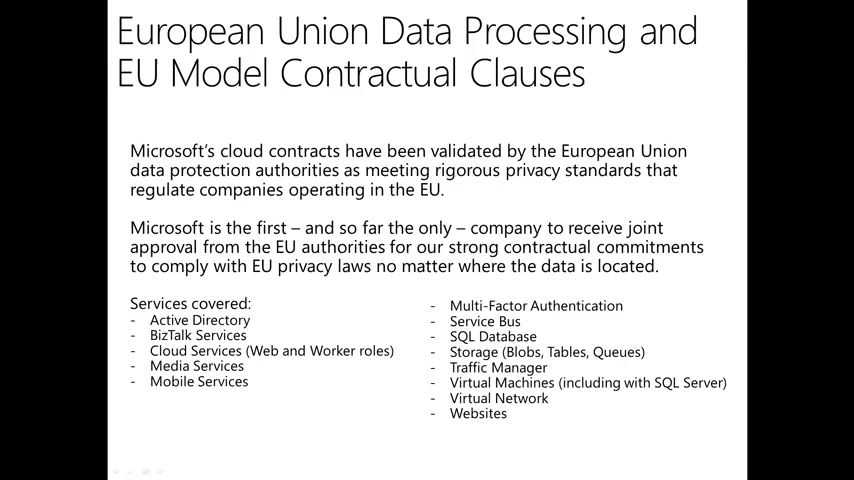 European Union Data Processing and
EU Model Contractual Clauses
Microsoft's cloud contracts have been validated by the European Union
data protection authorities as meeting rigorous privacy standards that
regulate companies operating in the EU.
Microsoft is the first – and so far the only – company to receive joint
approval from the EU authorities for our strong contractual commitments
to comply with EU privacy laws no matter where the data is located.
Services covered:
- Active Directory
- BizTalk Services
- Cloud Services (Web and Worker roles)
- Media Services
- Mobile Services
- Multi-Factor Authentication
- Service Bus
- SQL Database
- Storage (Blobs, Tables, Queues)
- Traffic Manager
- Virtual Machines (including with SQL Server)
- Virtual Network
- Websites